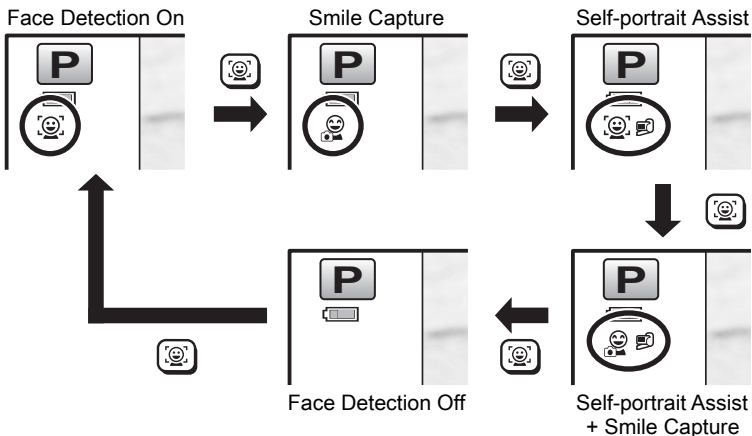 Face Detection On
Smile Capture
Self-portrait Assist
P
P
P
P
P
Face Detection Off
Self-portrait Assist
+ Smile Capture